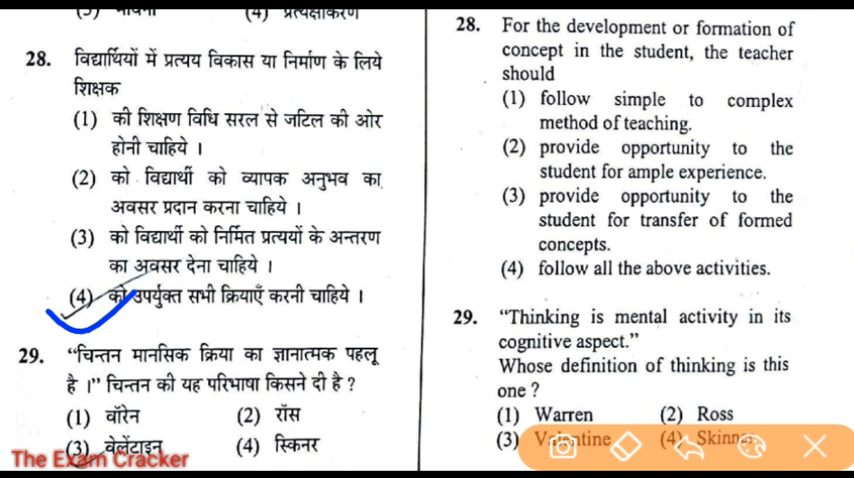 (4) प्रत्यक्षीकरण
28. विद्यार्थियों में प्रत्यय विकास या निर्माण के लिये
शिक्षक
(1) की शिक्षण विधि सरल से जटिल की ओर
होनी चाहिये ।
(2) को विद्यार्थी को व्यापक अनुभव का
अवसर प्रदान करना चाहिये ।
(3) को विद्यार्थी को निर्मित प्रत्ययों के अन्तरण
का अवसर देना चाहिये ।
(4) को उपर्युक्त सभी क्रियाएँ करनी चाहिये ।
29. “चिन्तन मानसिक क्रिया का ज्ञानात्मक पहलू
है ।” चिन्तन की यह परिभाषा किसने दी है ?
(1) वॉरेन (2) रॉस
(3) वेलेंटाइन (4) स्किनर
The Exam Cracker
28. For the development or formation of
concept in the student, the teacher
should
(1) follow simple to complex
method of teaching.
(2) provide opportunity to the
student for ample experience.
(3) provide opportunity to the
student for transfer of formed
concepts.
(4) follow all the above activities.
29. “Thinking is mental activity in its
cognitive aspect.”
Whose definition of thinking is this
one ?
(1) Warren (2) Ross
(3) Valentine (4) Skinner